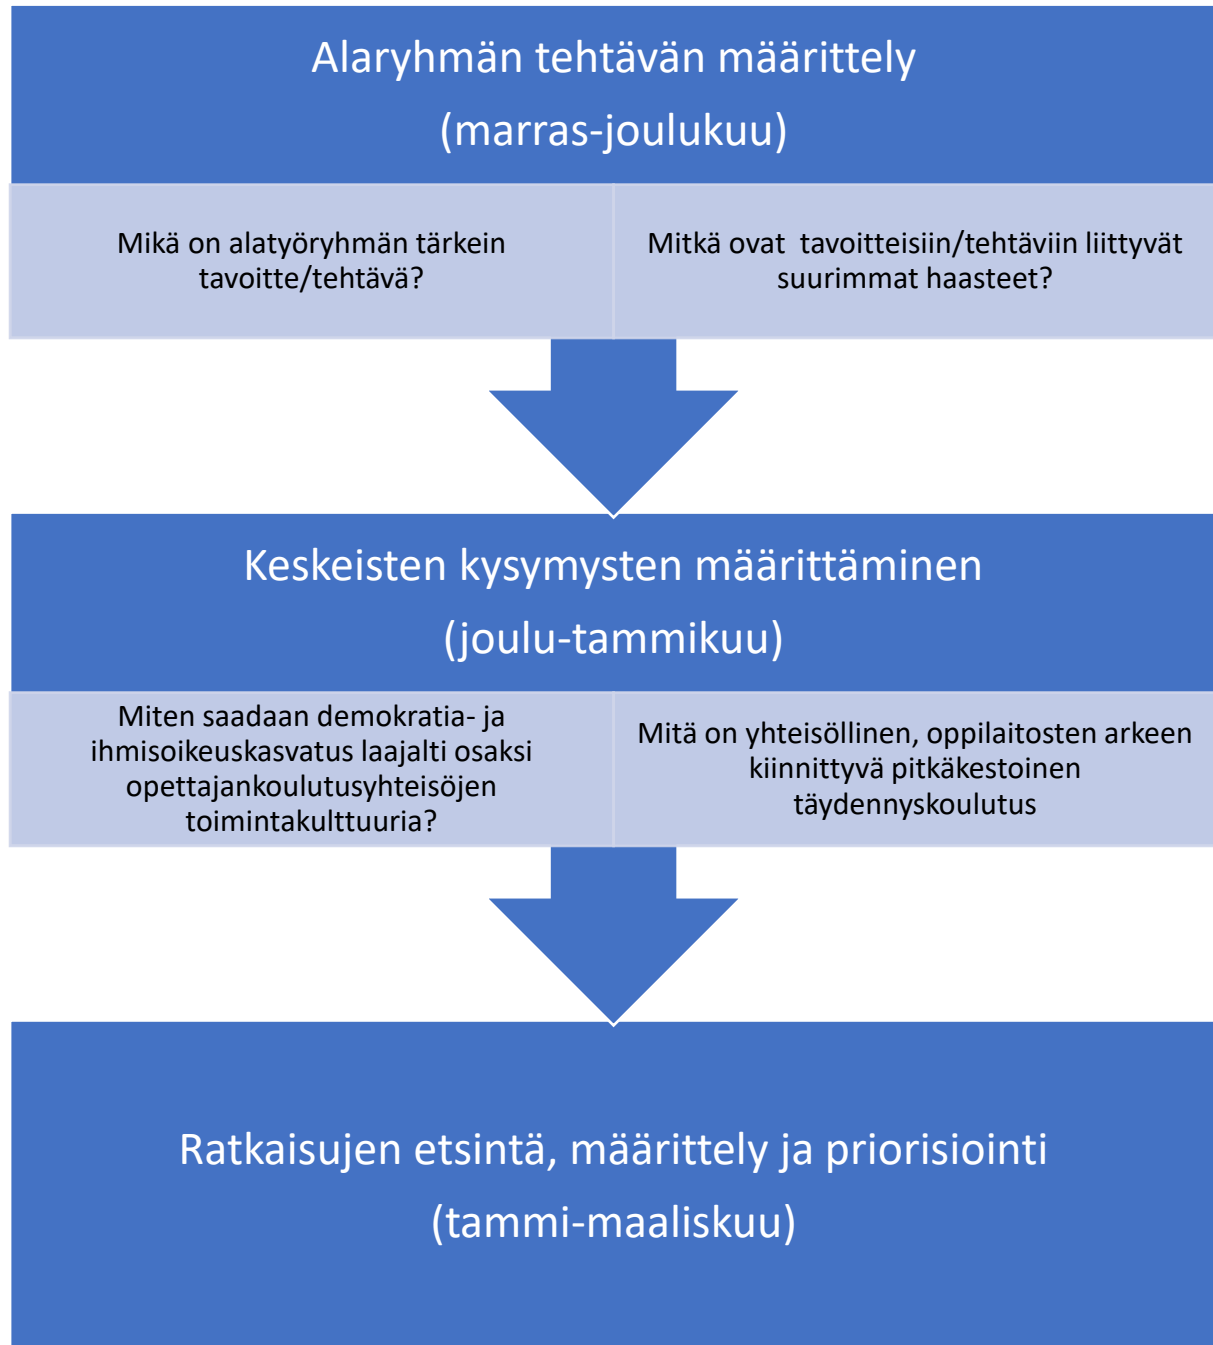 Alaryhmän tehtävän määrittely
(marras-joulukuu)
Mikä on alatyöryhmän tärkein
tavoitte/tehtävä?
Mitkä ovat tavoitteisiin/tehtäviin liittyvät
suurimmat haasteet?
Keskeisten kysymysten määrittäminen
(joulu-tammikuu)
Miten saadaan demokratia- ja
ihmisoikeuskasvatus laajalti osaksi
opettajankoulutusyhteisöjen
toimintakulttuuria?
Mitä on yhteisöllinen, oppilaitosten arkeen
kiinnittyvä pitkäkestoinen
täydennyskoulutus
Ratkaisujen etsintä, määrittely ja priorisiointi
(tammi-maaliskuu)